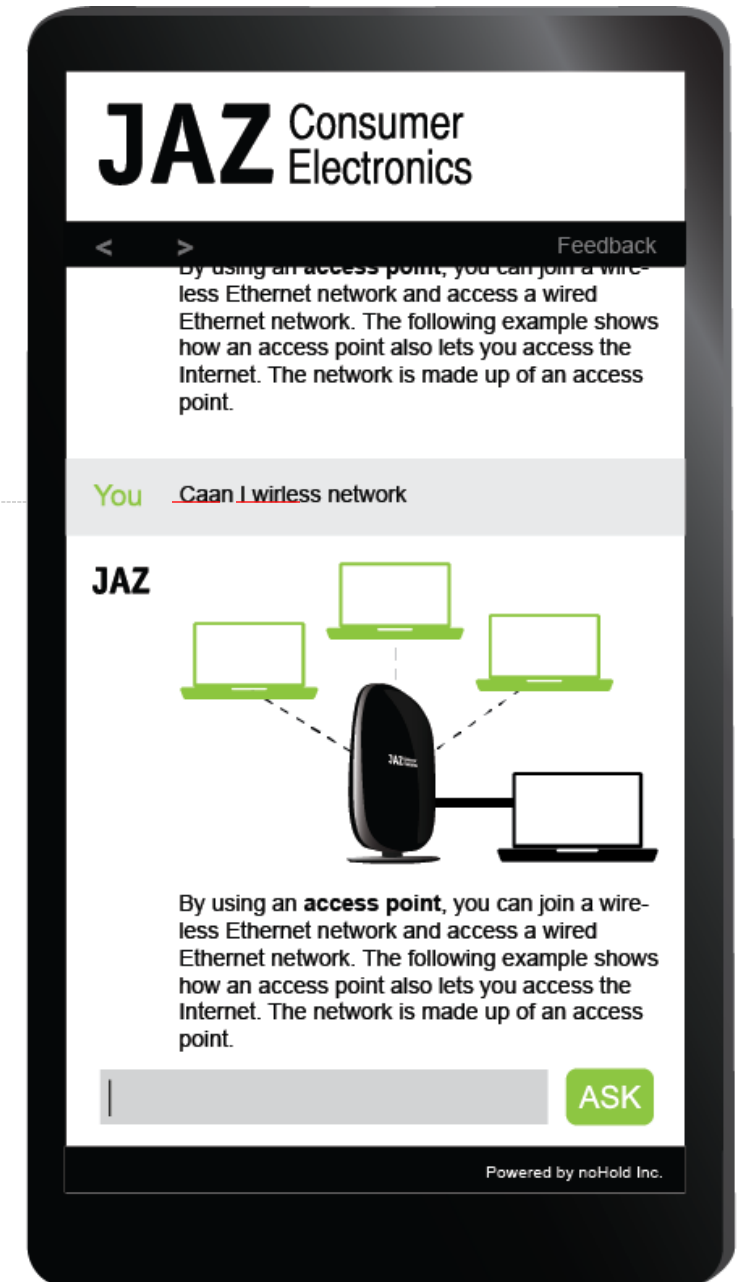 JAZ Consumer
Electronics
< > Feedback
By using an access point, you can join a wire-
less Ethernet network and access a wired
Ethernet network. The following example shows
how an access point also lets you access the
Internet. The network is made up of an access
point.
You Caan I wirless network
JAZ
JAZ Consumer
Electronics
By using an access point, you can join a wire-
less Ethernet network and access a wired
Ethernet network. The following example shows
how an access point also lets you access the
Internet. The network is made up of an access
point.
ASK
Powered by noHold Inc.